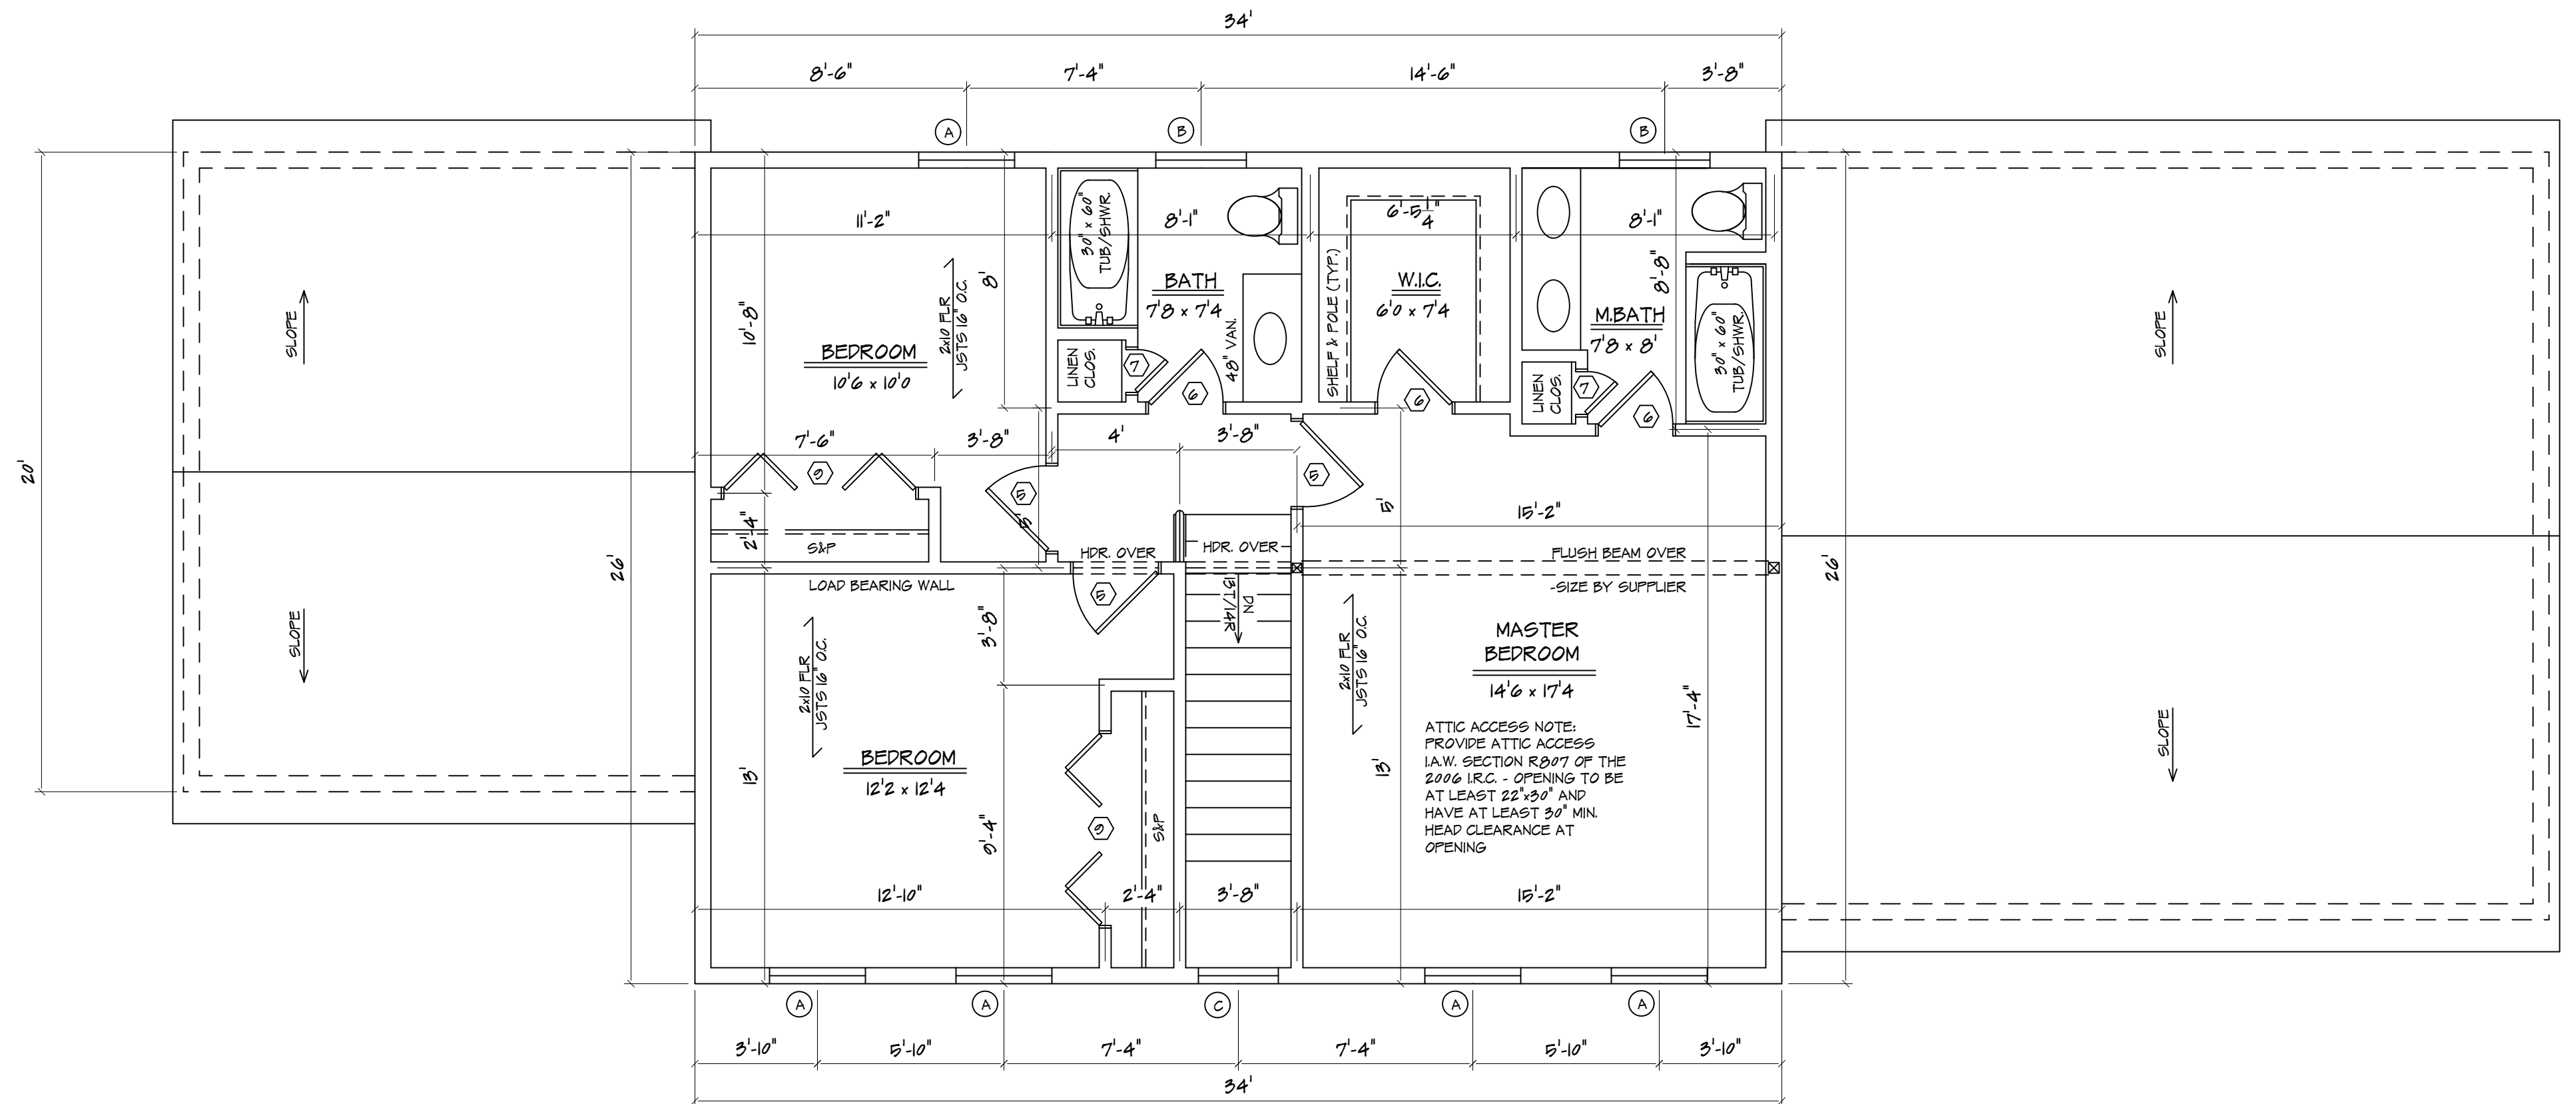 34'
8'-6"
7'-4"
14'-6"
3'-8"
A
B
B
20'
26'
26'
SLOPE
SLOPE
SLOPE
SLOPE
11'-2"
8'-1"
6'-5 1/4"
8'-1"
30" x 60"
TUB/SHWR.
BATH
7'8 x 7'4
48" VAN.
LINEN
CLOS.
7
6
SHELF & POLE (TYP.)
W.I.C.
6'0 x 7'4
6
M.BATH
7'8 x 8'
8'-8"
30" x 60"
TUB/SHWR.
LINEN
CLOS.
7
6
10'-8"
BEDROOM
10'6 x 10'0
2x10 FLR
JSTS 16" O.C.
8'
7'-6"
3'-8"
4'
3'-8"
9
5
5
2'-4"
S&P
5'
5'
15'-2"
HDR. OVER
HDR. OVER
FLUSH BEAM OVER
-SIZE BY SUPPLIER
LOAD BEARING WALL
5
DN
13T/14R
3'-8"
2x10 FLR
JSTS 16" O.C.
2x10 FLR
JSTS 16" O.C.
MASTER
BEDROOM
14'6 x 17'4
17'-4"
ATTIC ACCESS NOTE:
PROVIDE ATTIC ACCESS
I.A.W. SECTION R807 OF THE
2006 I.R.C. - OPENING TO BE
AT LEAST 22"x30" AND
HAVE AT LEAST 30" MIN.
HEAD CLEARANCE AT
OPENING
BEDROOM
12'2 x 12'4
13'
13'
9'-4"
9
S&P
12'-10"
2'-4"
3'-8"
15'-2"
A
A
C
A
A
3'-10"
5'-10"
7'-4"
7'-4"
5'-10"
3'-10"
34'